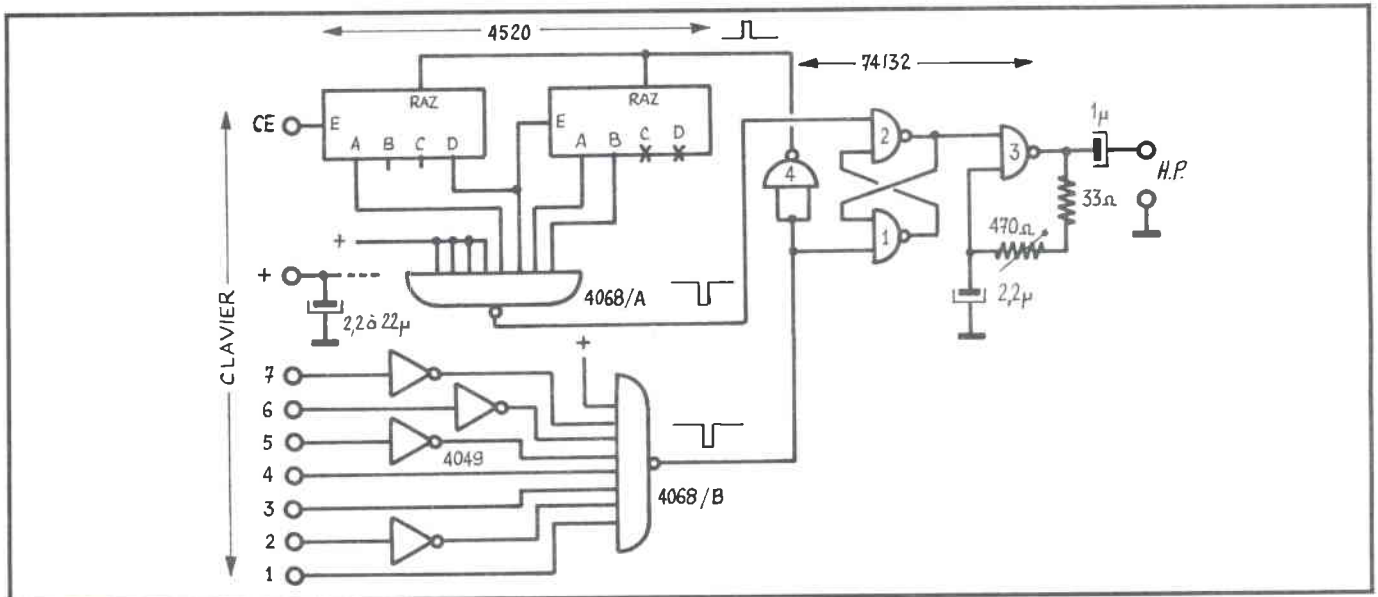 4520
74132
RAZ
RAZ
CE
E
A
B
C
D
E
A
B
C
D
2
3
4
1
1µ
H.P.
33Ω
470Ω
2,2µ
+
+
2,2 à 22µ
4068/A
CLAVIER
+
7
6
5
4049
4
3
4068/B
2
1